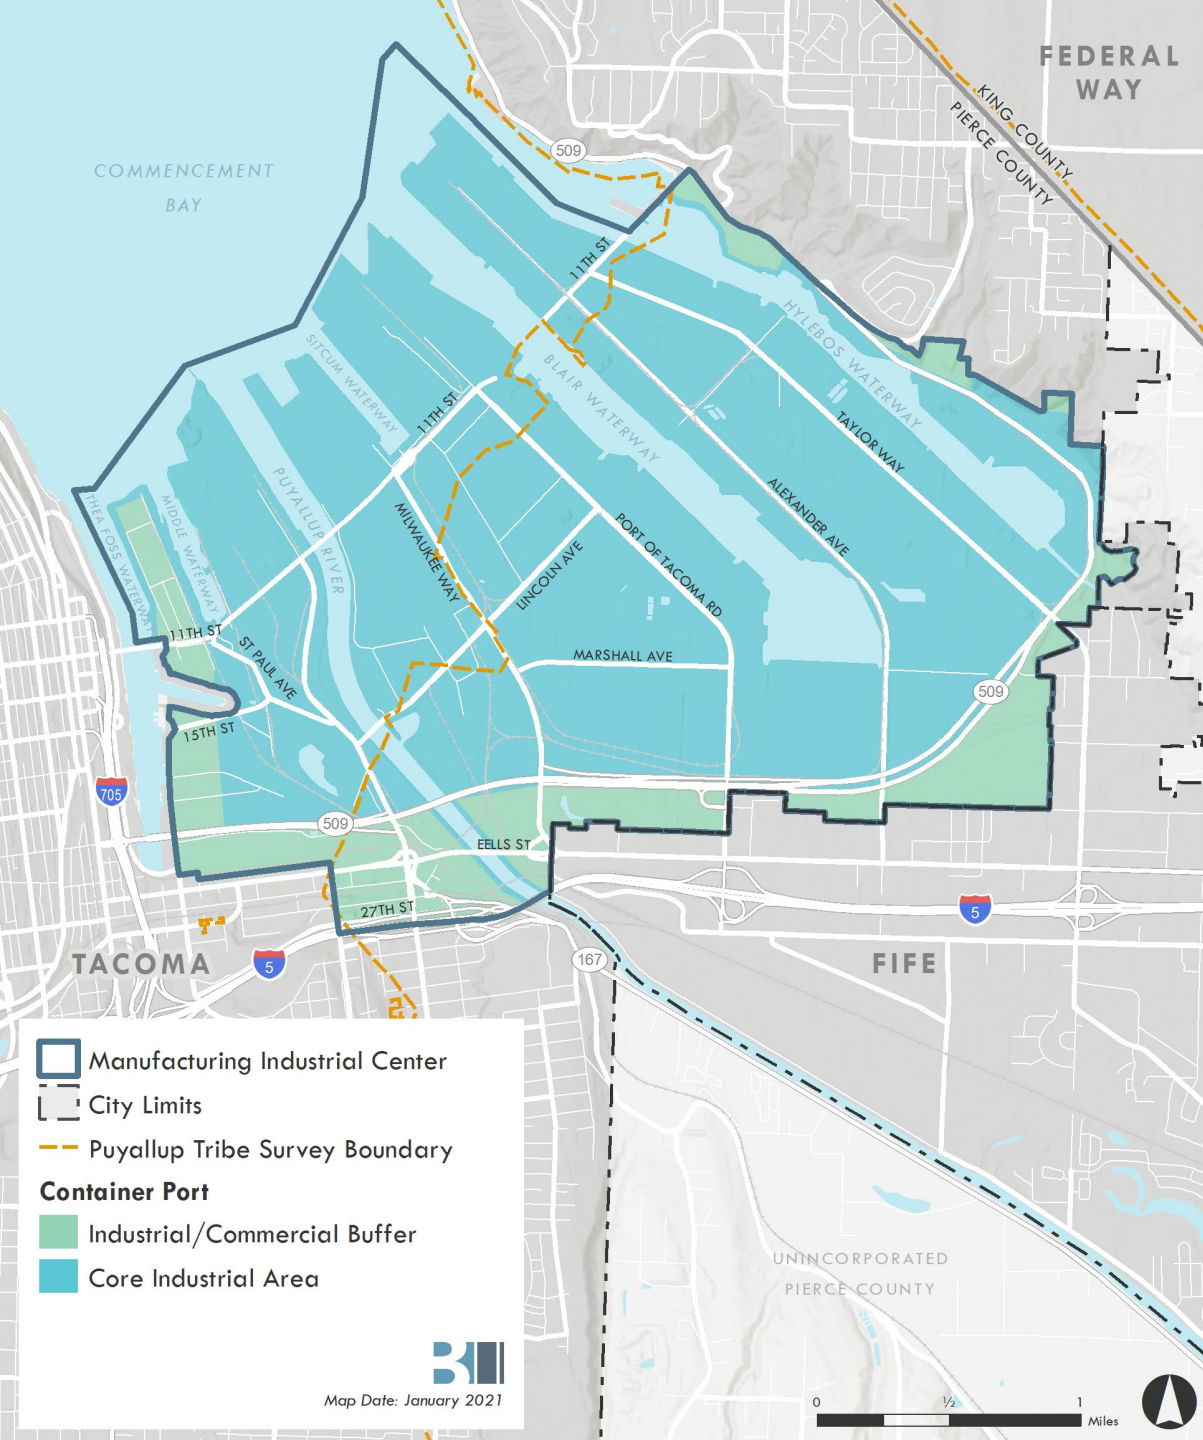 FEDERAL
WAY
KING COUNTY
PIERCE COUNTY
509
COMMENCEMENT
BAY
11TH ST
HYLEBOS WATERWAY
SITCUM WATERWAY
BLAIR WATERWAY
11TH ST
TAYLOR WAY
PUYALLUP RIVER
ALEXANDER AVE
THEA FOSS WATERWAY
MIDDLE WATERWAY
MILWAUKEE WAY
PORT OF TACOMA RD
LINCOLN AVE
11TH ST
ST PAUL AVE
MARSHALL AVE
509
15TH ST
705
509
EELLS ST
27TH ST
5
TACOMA
5
167
FIFE
Manufacturing Industrial Center
City Limits
Puyallup Tribe Survey Boundary
Container Port
Industrial/Commercial Buffer
Core Industrial Area
UNINCORPORATED
PIERCE COUNTY
Map Date: January 2021
0 ½ 1
Miles